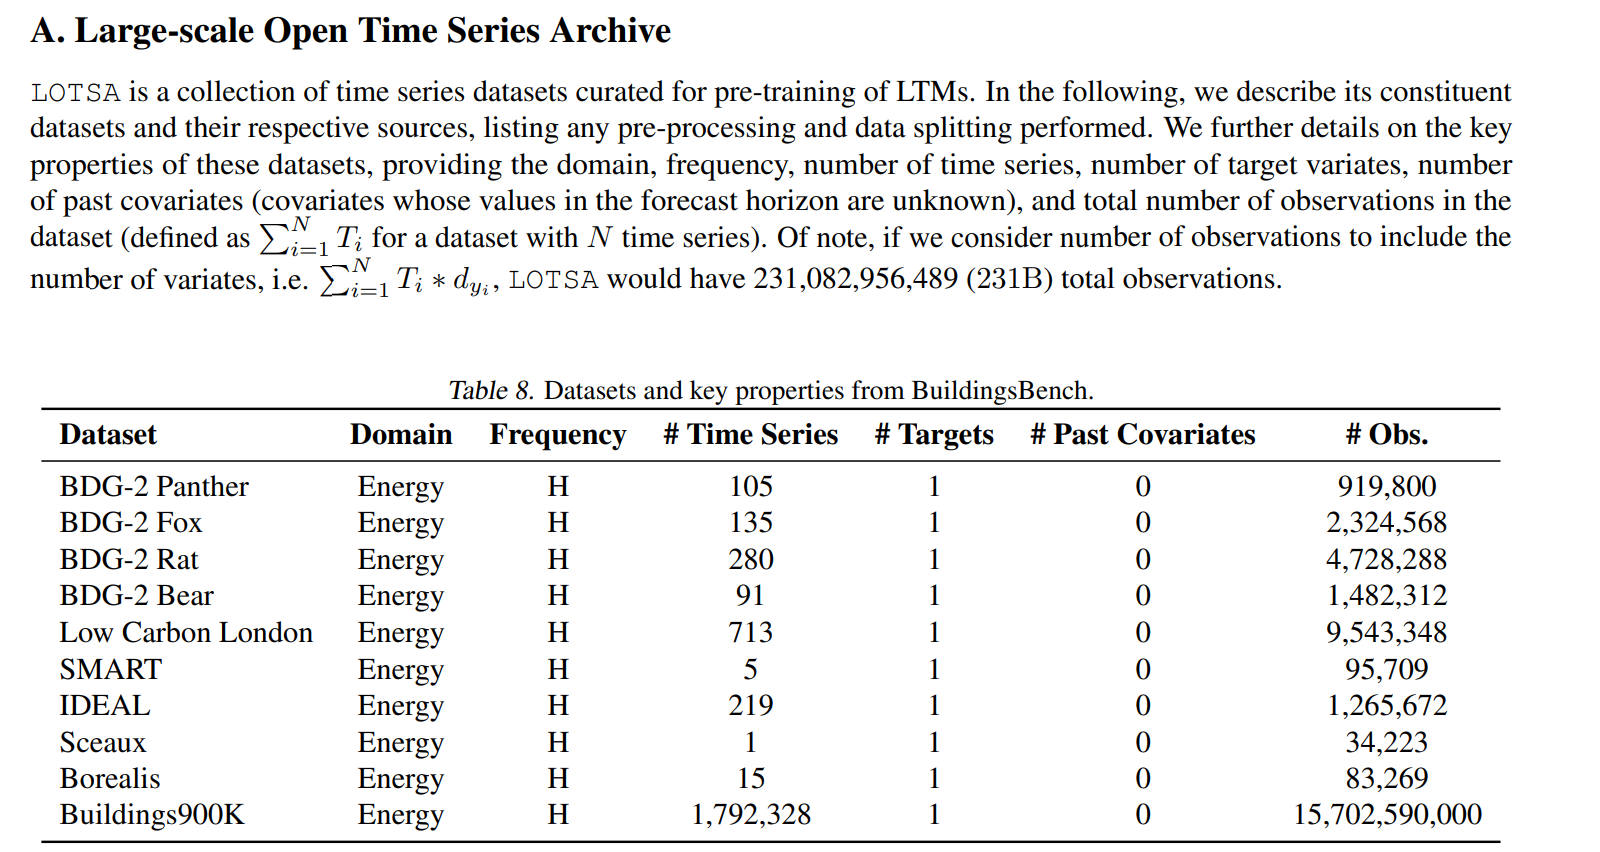 A. Large-scale Open Time Series Archive
LOTSA is a collection of time series datasets curated for pre-training of LTMs. In the following, we describe its constituent
datasets and their respective sources, listing any pre-processing and data splitting performed. We further details on the key
properties of these datasets, providing the domain, frequency, number of time series, number of target variates, number
of past covariates (covariates whose values in the forecast horizon are unknown), and total number of observations in the
dataset (defined as ∑_{i=1}^{N} T_i for a dataset with N time series). Of note, if we consider number of observations to include the
number of variates, i.e. ∑_{i=1}^{N} T_i * d_{y_i}, LOTSA would have 231,082,956,489 (231B) total observations.
Table 8. Datasets and key properties from BuildingsBench.
Dataset Domain Frequency # Time Series # Targets # Past Covariates # Obs.
BDG-2 Panther Energy H 105 1 0 919,800
BDG-2 Fox Energy H 135 1 0 2,324,568
BDG-2 Rat Energy H 280 1 0 4,728,288
BDG-2 Bear Energy H 91 1 0 1,482,312
Low Carbon London Energy H 713 1 0 9,543,348
SMART Energy H 5 1 0 95,709
IDEAL Energy H 219 1 0 1,265,672
Sceaux Energy H 1 1 0 34,223
Borealis Energy H 15 1 0 83,269
Buildings900K Energy H 1,792,328 1 0 15,702,590,000